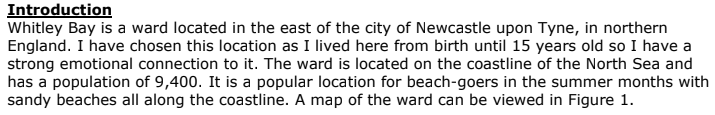 Introduction
Whitley Bay is a ward located in the east of the city of Newcastle upon Tyne, in northern
England. I have chosen this location as I lived here from birth until 15 years old so I have a
strong emotional connection to it. The ward is located on the coastline of the North Sea and
has a population of 9,400. It is a popular location for beach-goers in the summer months with
sandy beaches all along the coastline. A map of the ward can be viewed in Figure 1.